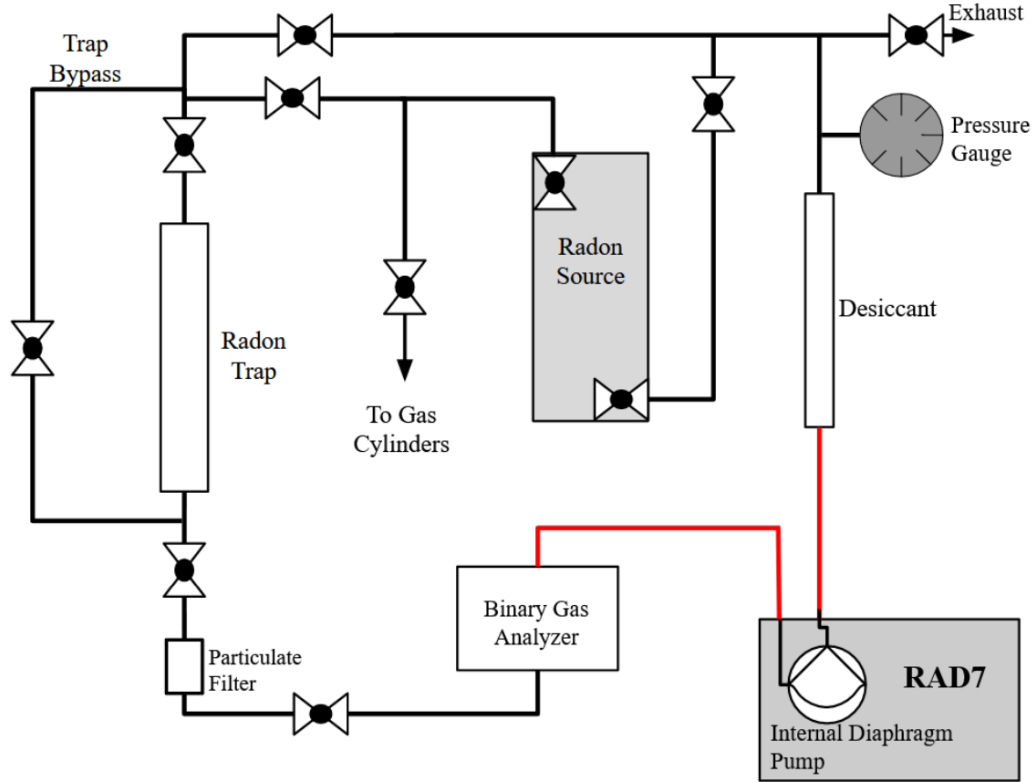 Exhaust
Trap
Bypass
Pressure
Gauge
Radon
Source
Desiccant
Radon
Trap
To Gas
Cylinders
Binary Gas
Analyzer
Particulate
Filter
RAD7
Internal Diaphragm
Pump